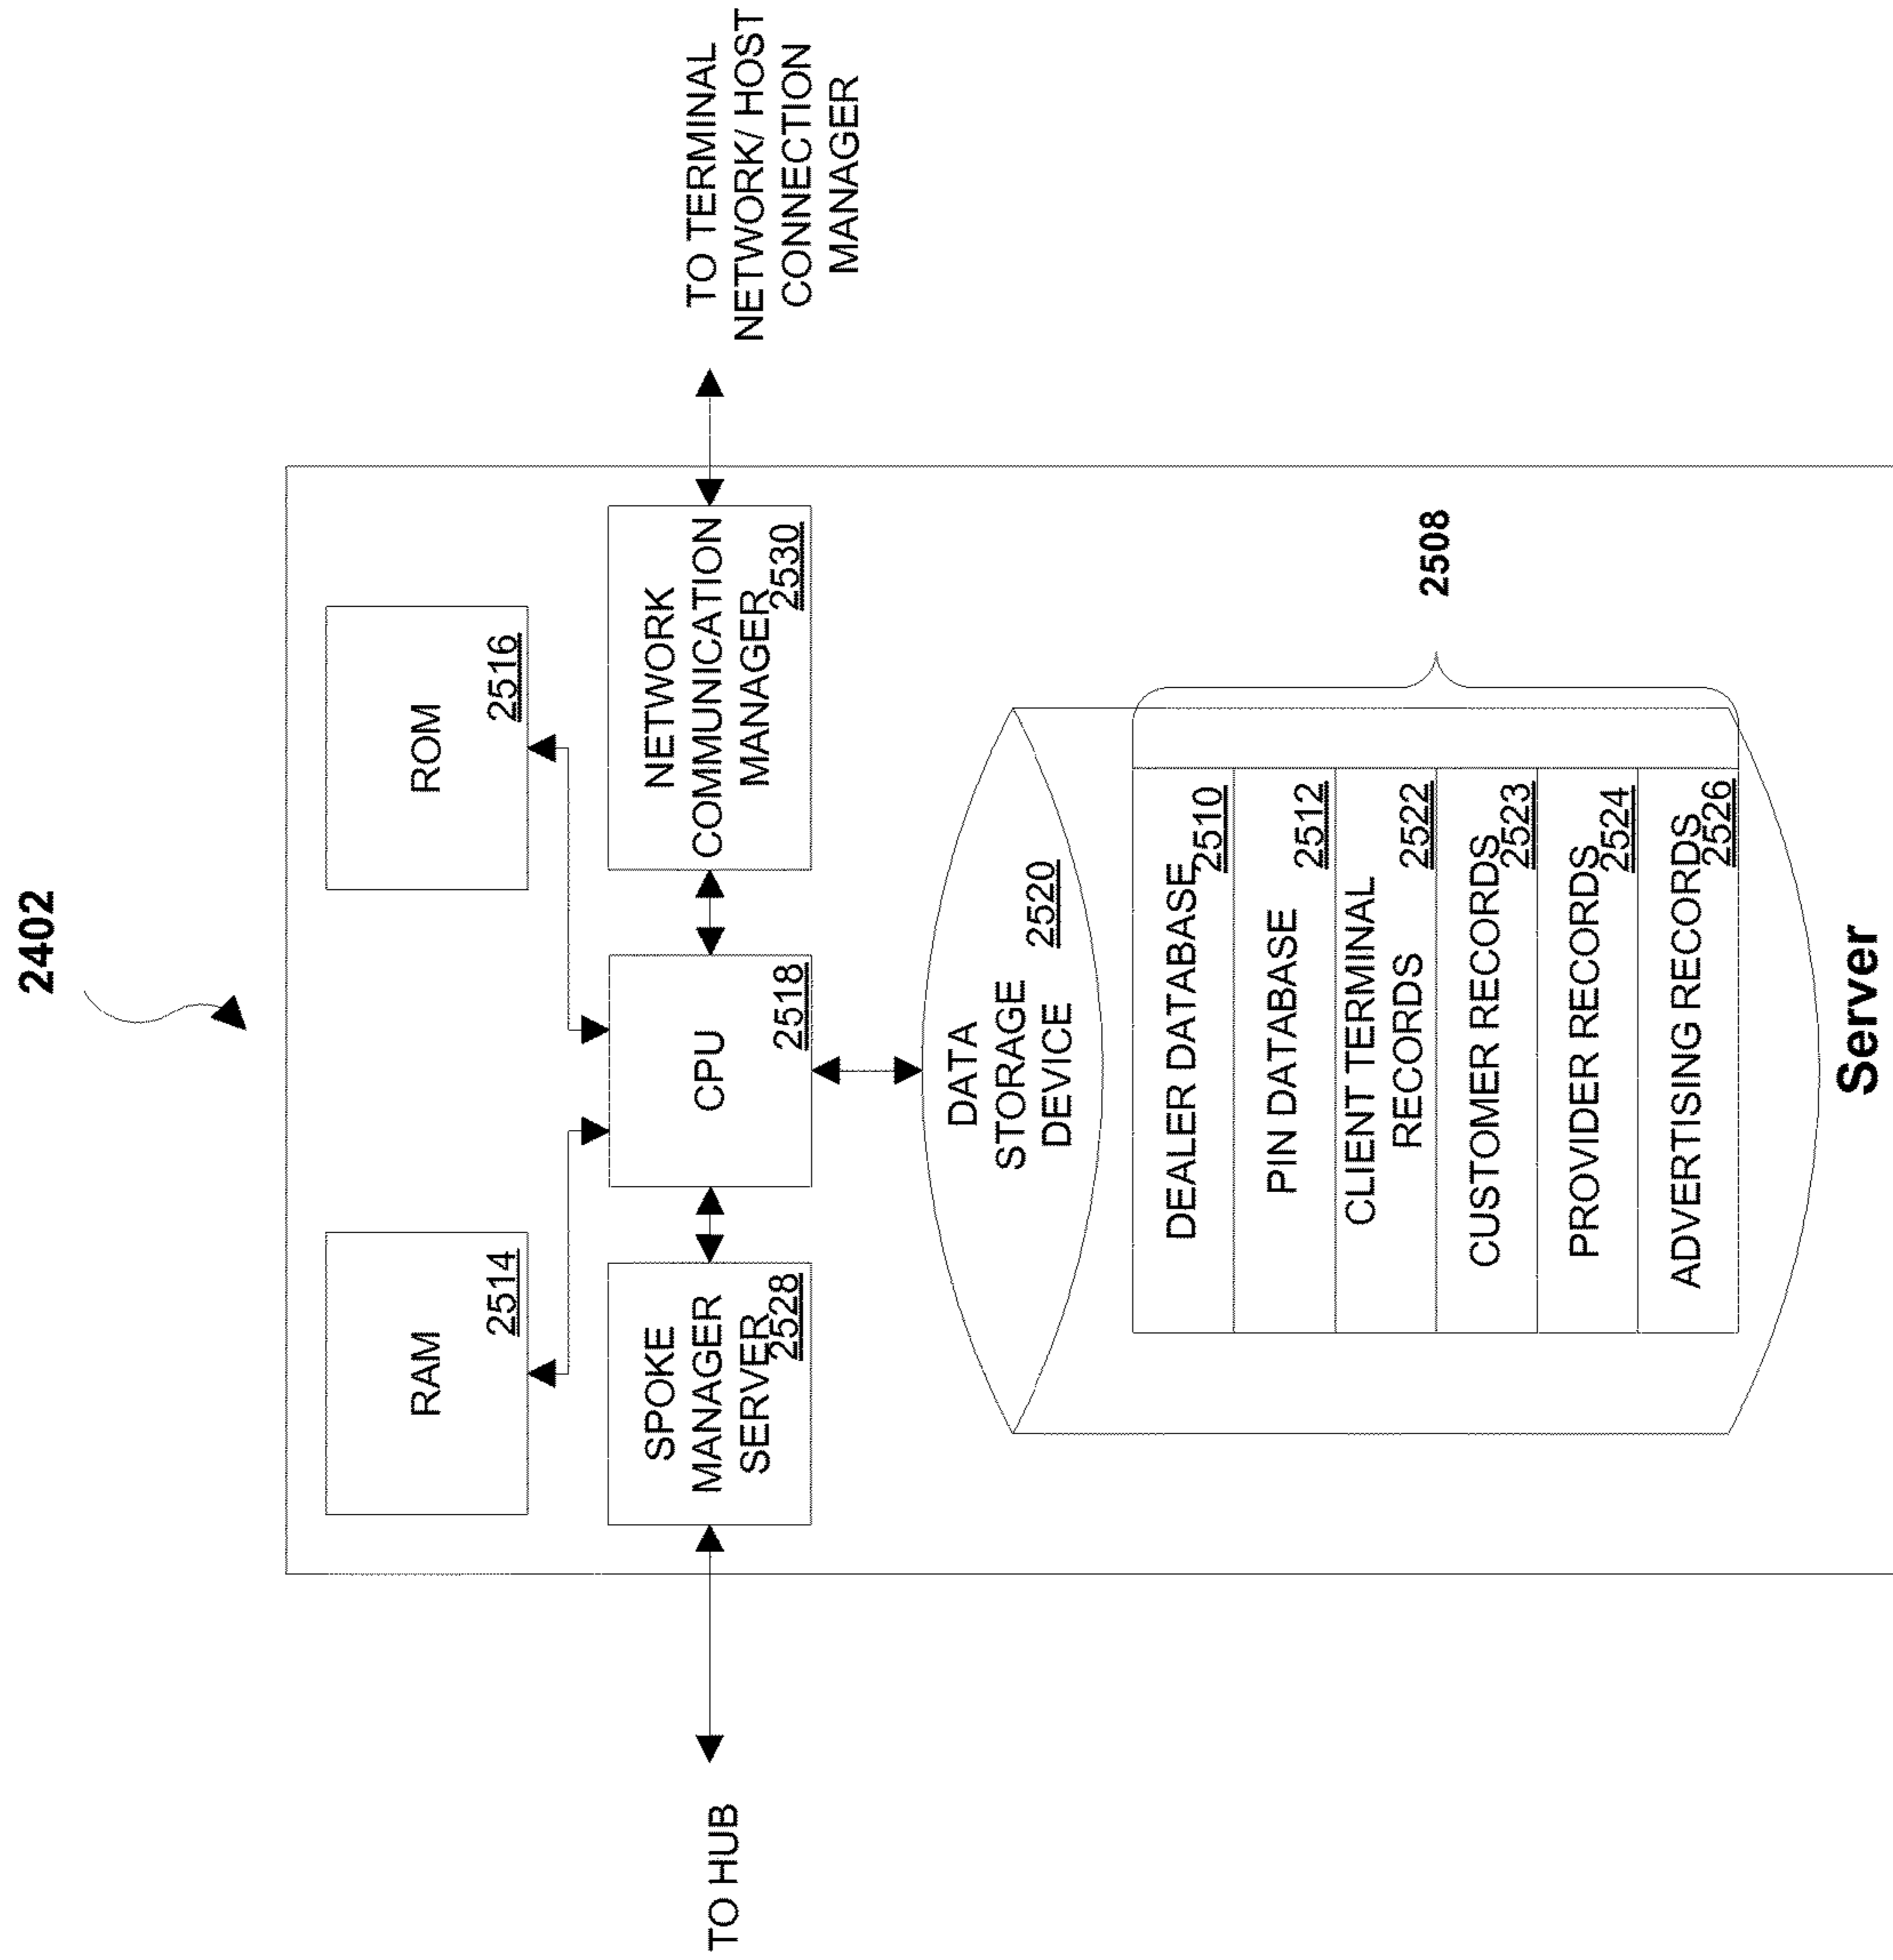 2402
RAM
2514
ROM
2516
TO HUB
SPOKE
MANAGER
SERVER
2528
CPU
2518
NETWORK
COMMUNICATION
MANAGER
2530
TO TERMINAL
NETWORK/ HOST
CONNECTION
MANAGER
DATA
STORAGE
DEVICE
2520
DEALER DATABASE
2510
PIN DATABASE
2512
CLIENT TERMINAL
RECORDS
2522
CUSTOMER RECORDS
2523
PROVIDER RECORDS
2524
ADVERTISING RECORDS
2526
2508
Server